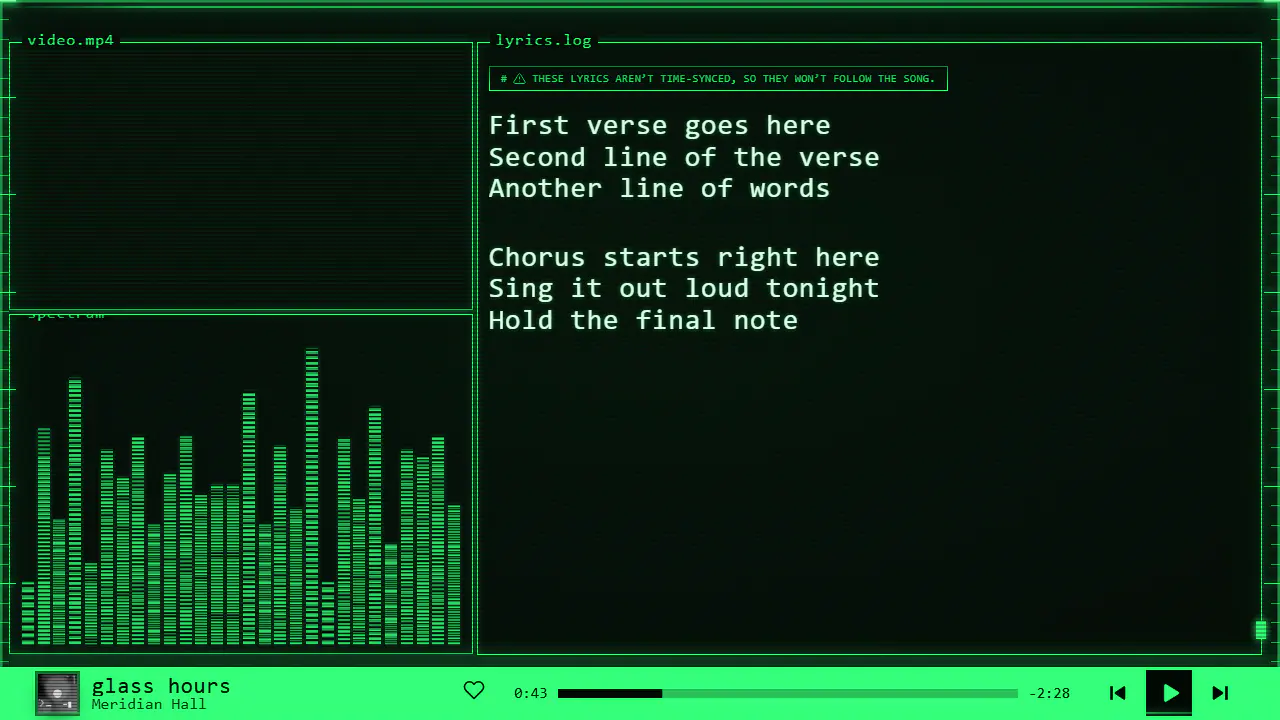 video.mp4
lyrics.log
# ⚠ THESE LYRICS AREN’T TIME-SYNCED, SO THEY WON’T FOLLOW THE SONG.
First verse goes here
Second line of the verse
Another line of words
Chorus starts right here
Sing it out loud tonight
Hold the final note
spectrum
glass hours
Meridian Hall
0:43
-2:28